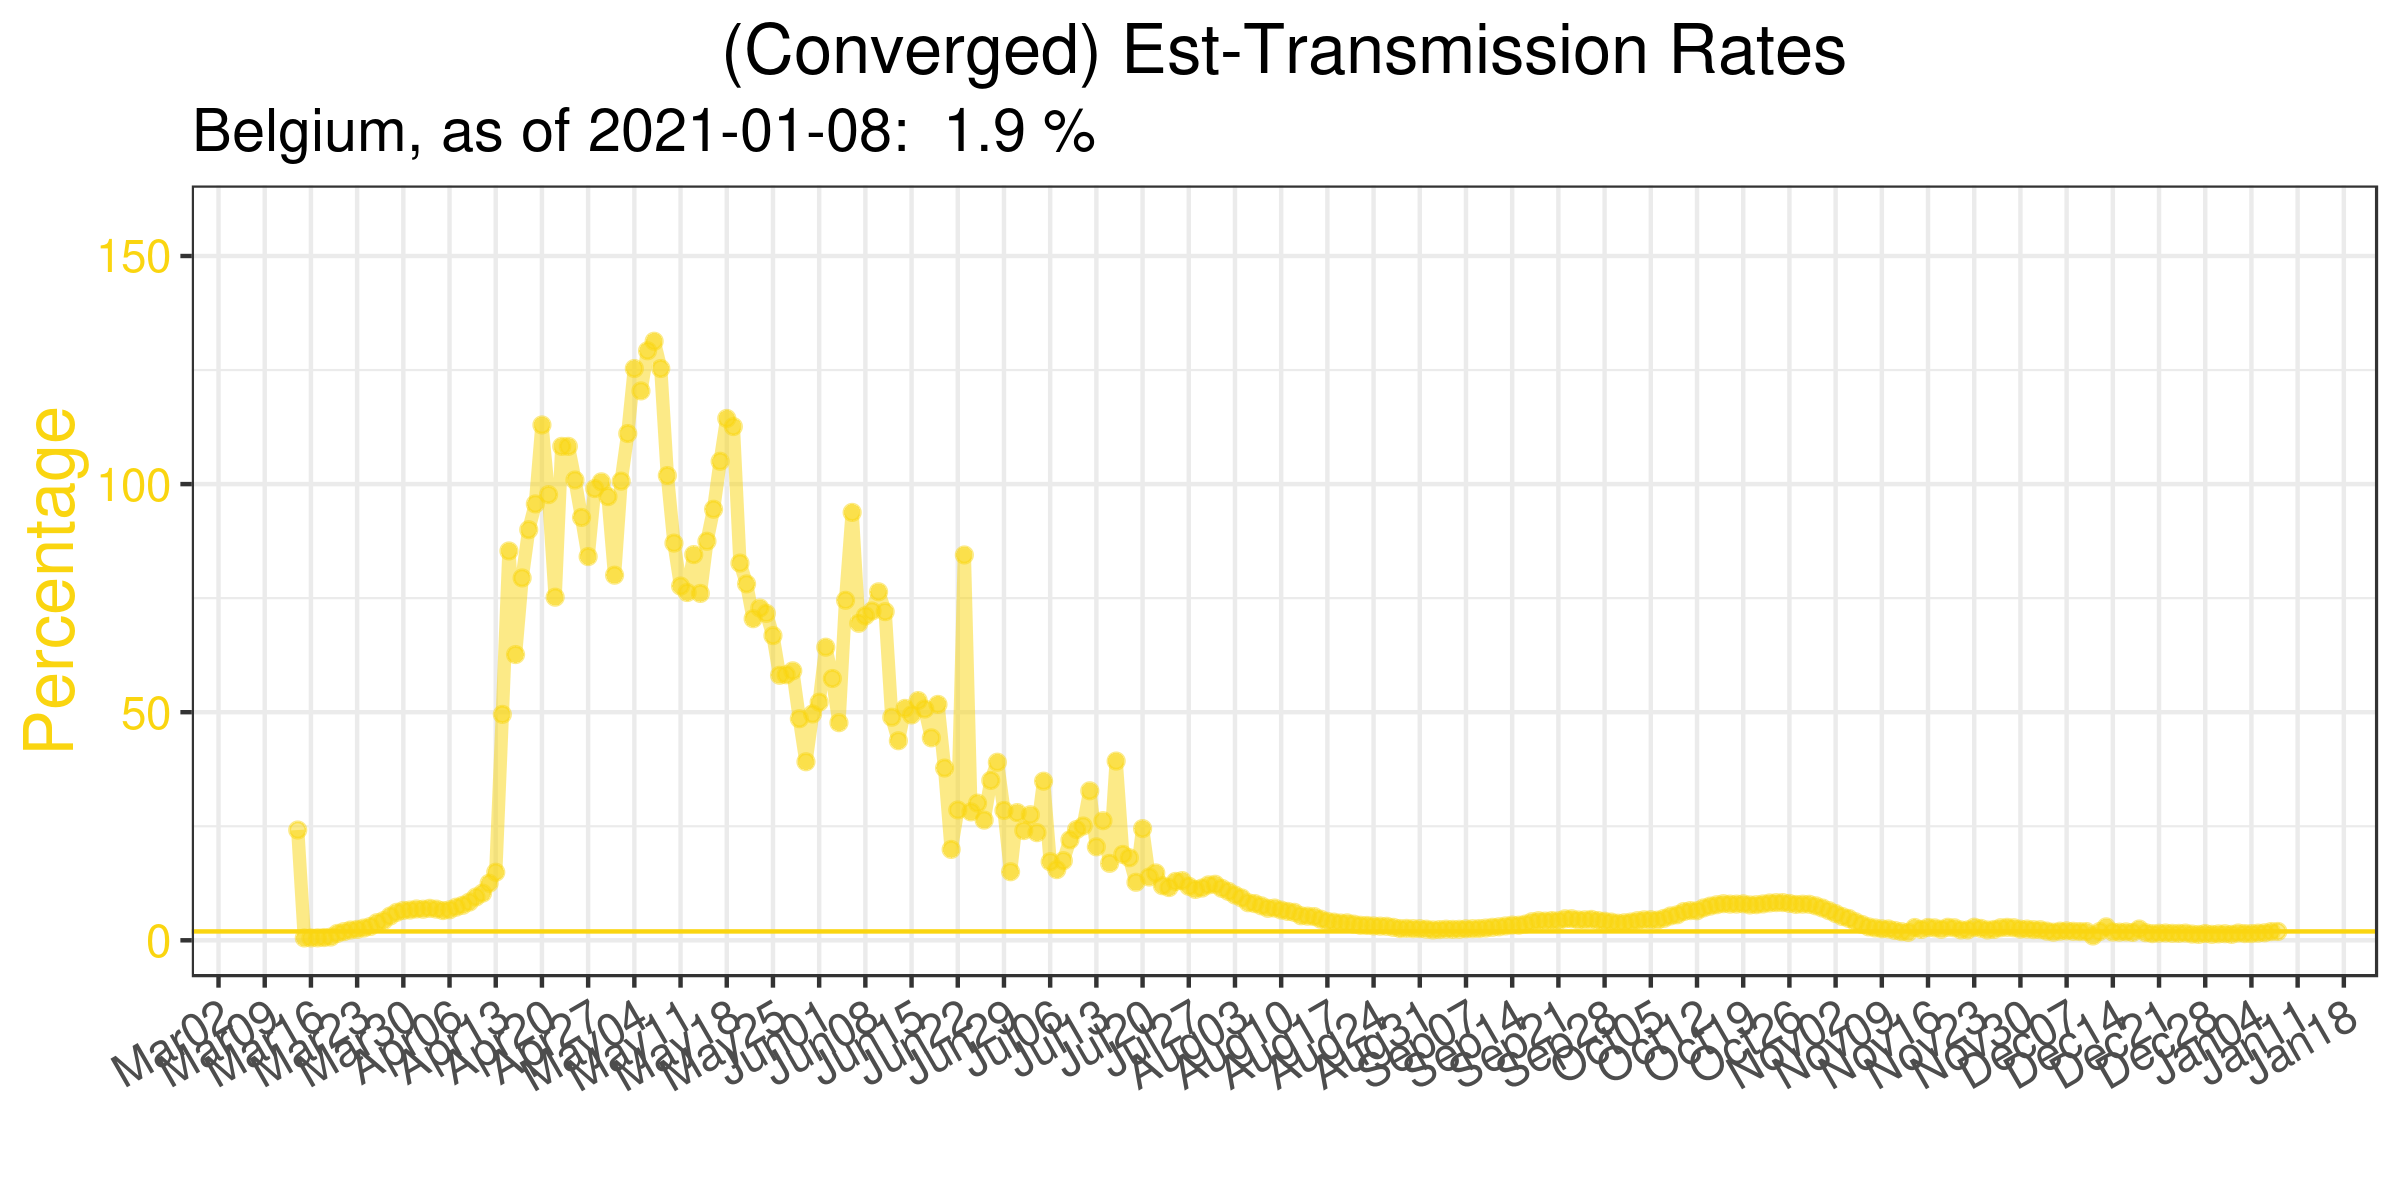 (Converged) Est-Transmission Rates
Belgium, as of 2021-01-08:  1.9 %
Percentage
150
100
50
0
Mar02
Mar09
Mar16
Mar23
Mar30
Apr06
Apr13
Apr20
Apr27
May04
May11
May18
May25
Jun01
Jun08
Jun15
Jun22
Jun29
Jul06
Jul13
Jul20
Jul27
Aug03
Aug10
Aug17
Aug24
Aug31
Sep07
Sep14
Sep21
Sep28
Oct05
Oct12
Oct19
Oct26
Nov02
Nov09
Nov16
Nov23
Nov30
Dec07
Dec14
Dec21
Dec28
Jan04
Jan11
Jan18